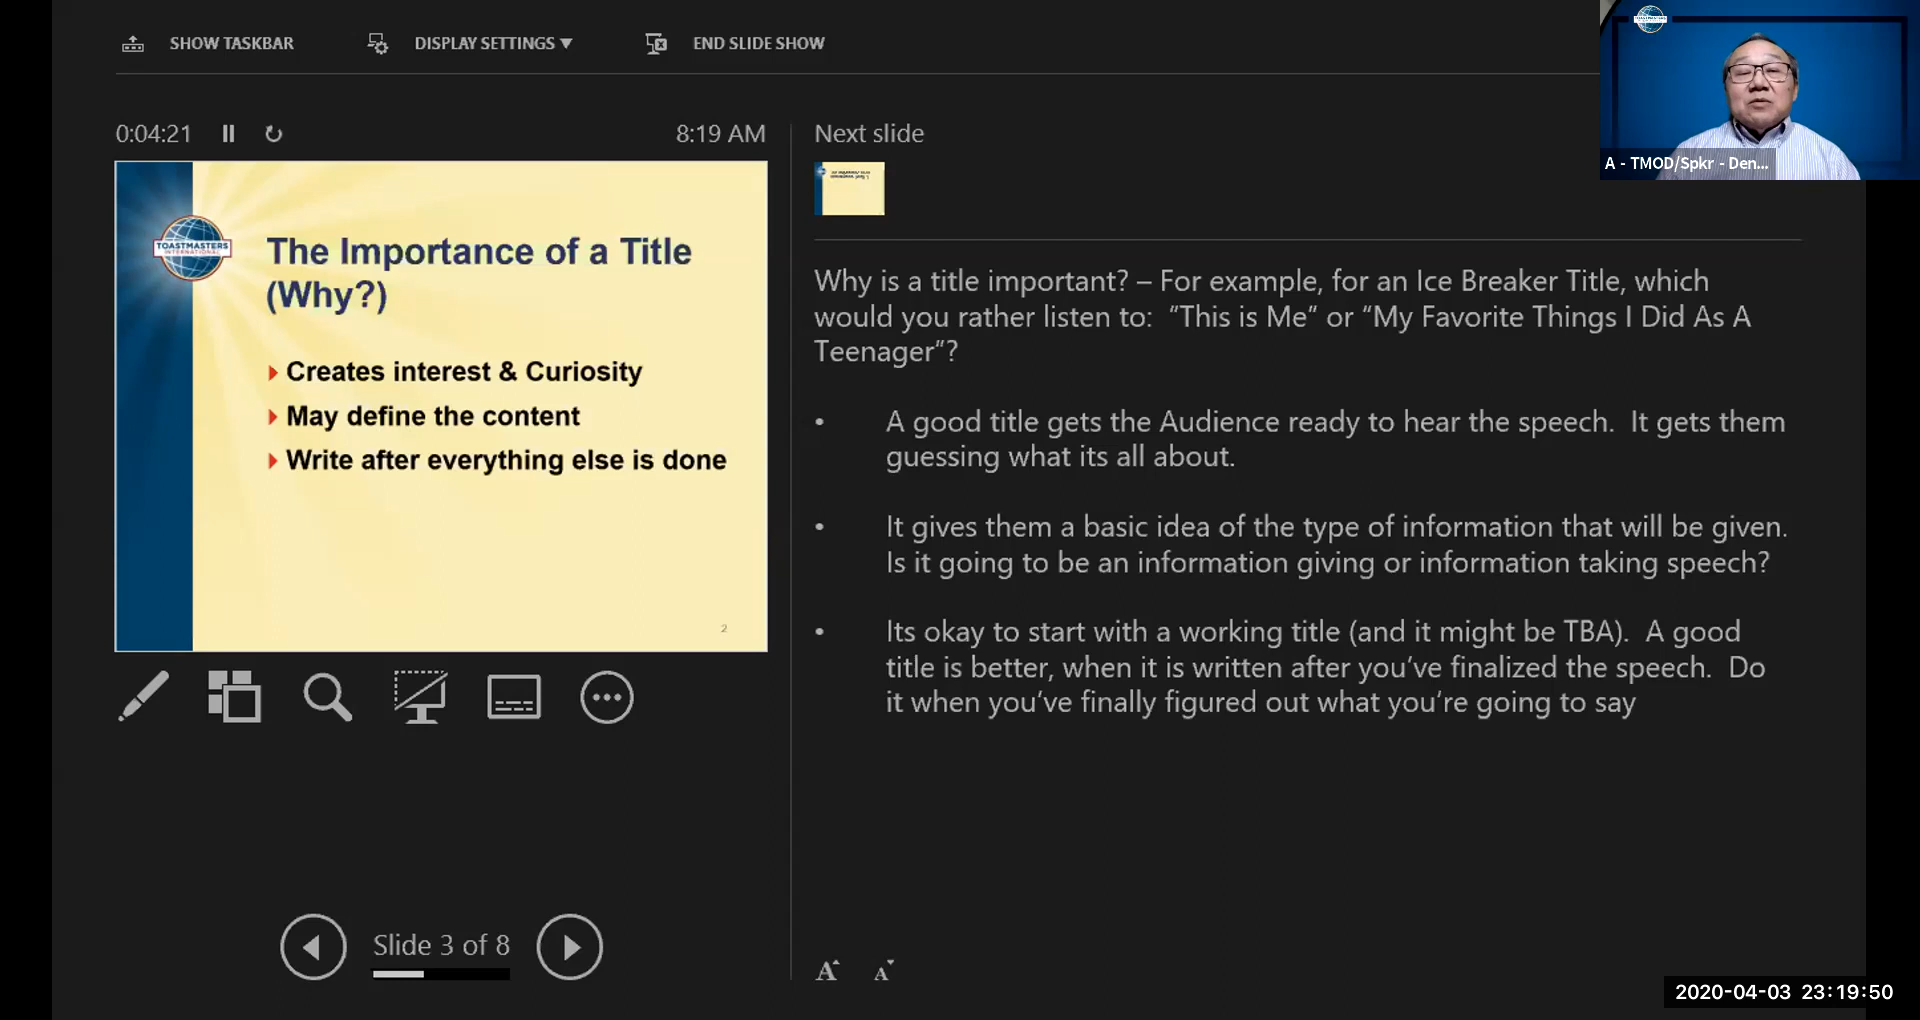 SHOW TASKBAR
DISPLAY SETTINGS
END SLIDE SHOW
TOASTMASTERS
A - TMOD/Spkr - Den...
0:04:21
8:19 AM
TOASTMASTERS
INTERNATIONAL
The Importance of a Title
(Why?)
Creates interest & Curiosity
May define the content
Write after everything else is done
2
Slide 3 of 8
Next slide
Why is a title important? – For example, for an Ice Breaker Title, which
would you rather listen to:  “This is Me” or “My Favorite Things I Did As A
Teenager”?
• A good title gets the Audience ready to hear the speech.  It gets them
guessing what its all about.
• It gives them a basic idea of the type of information that will be given.
Is it going to be an information giving or information taking speech?
• Its okay to start with a working title (and it might be TBA).  A good
title is better, when it is written after you’ve finalized the speech.  Do
it when you’ve finally figured out what you’re going to say
A A
2020-04-03 23:19:50